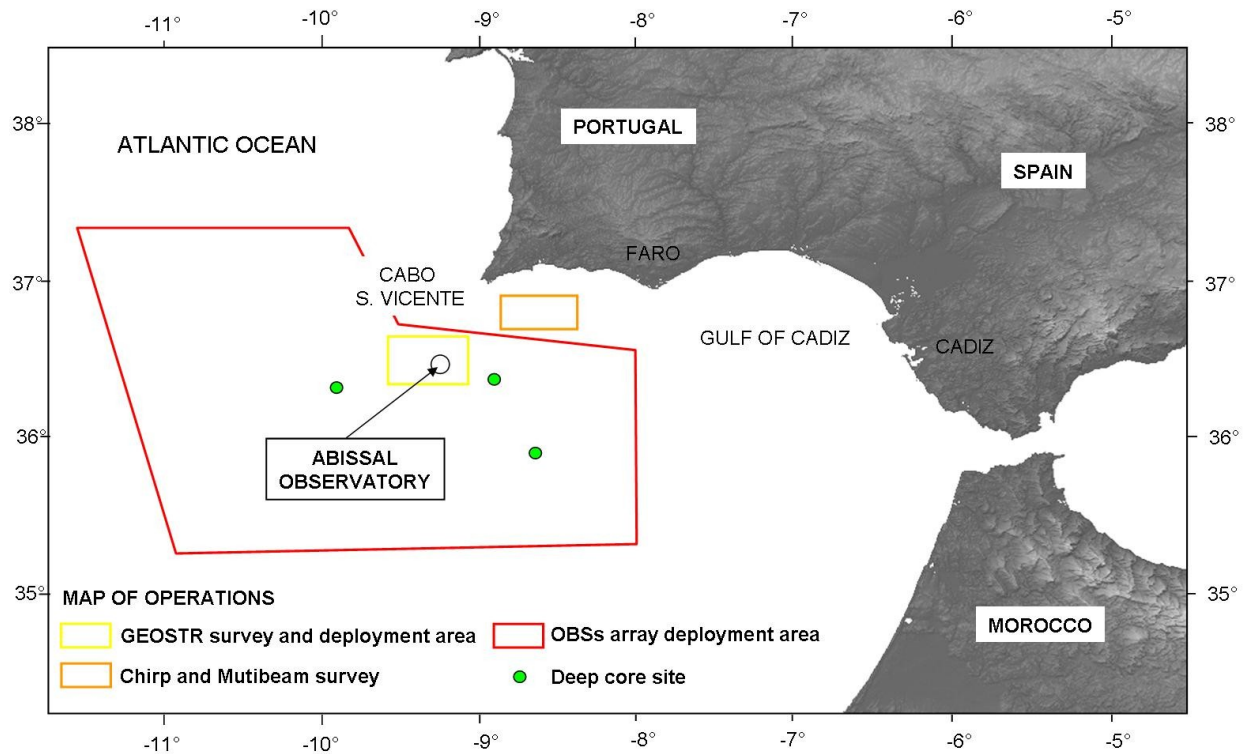 -11° -10° -9° -8° -7° -6° -5°
38° 38°
ATLANTIC OCEAN
PORTUGAL
SPAIN
FARO
37° 37°
CABO
S. VICENTE
GULF OF CADIZ
CADIZ
36° 36°
ABISSAL
OBSERVATORY
35° 35°
MAP OF OPERATIONS
GEOSTR survey and deployment area
OBSs array deployment area
Chirp and Mutibeam survey
Deep core site
MOROCCO
-11° -10° -9° -8° -7° -6° -5°